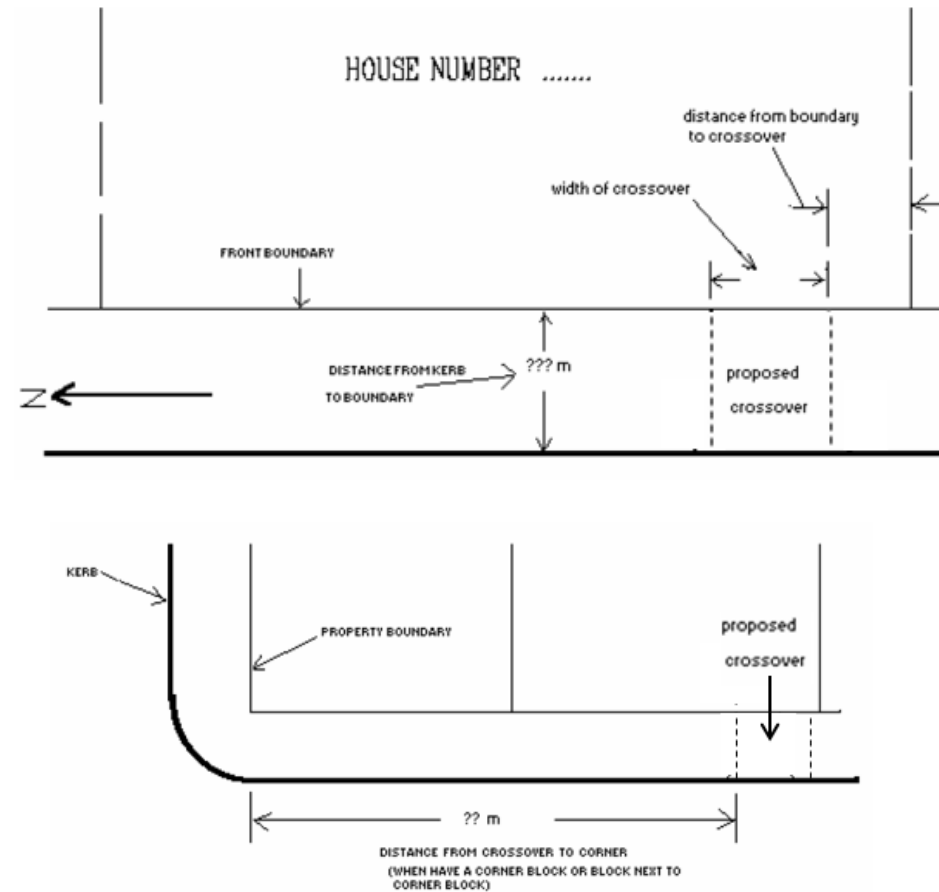 HOUSE NUMBER .......
distance from boundary
to crossover
width of crossover
FRONT BOUNDARY
DISTANCE FROM KERB
TO BOUNDARY
??? m
proposed
crossover
N
KERB
PROPERTY BOUNDARY
proposed
crossover
?? m
DISTANCE FROM CROSSOVER TO CORNER
(WHEN HAVE A CORNER BLOCK OR BLOCK NEXT TO
CORNER BLOCK)